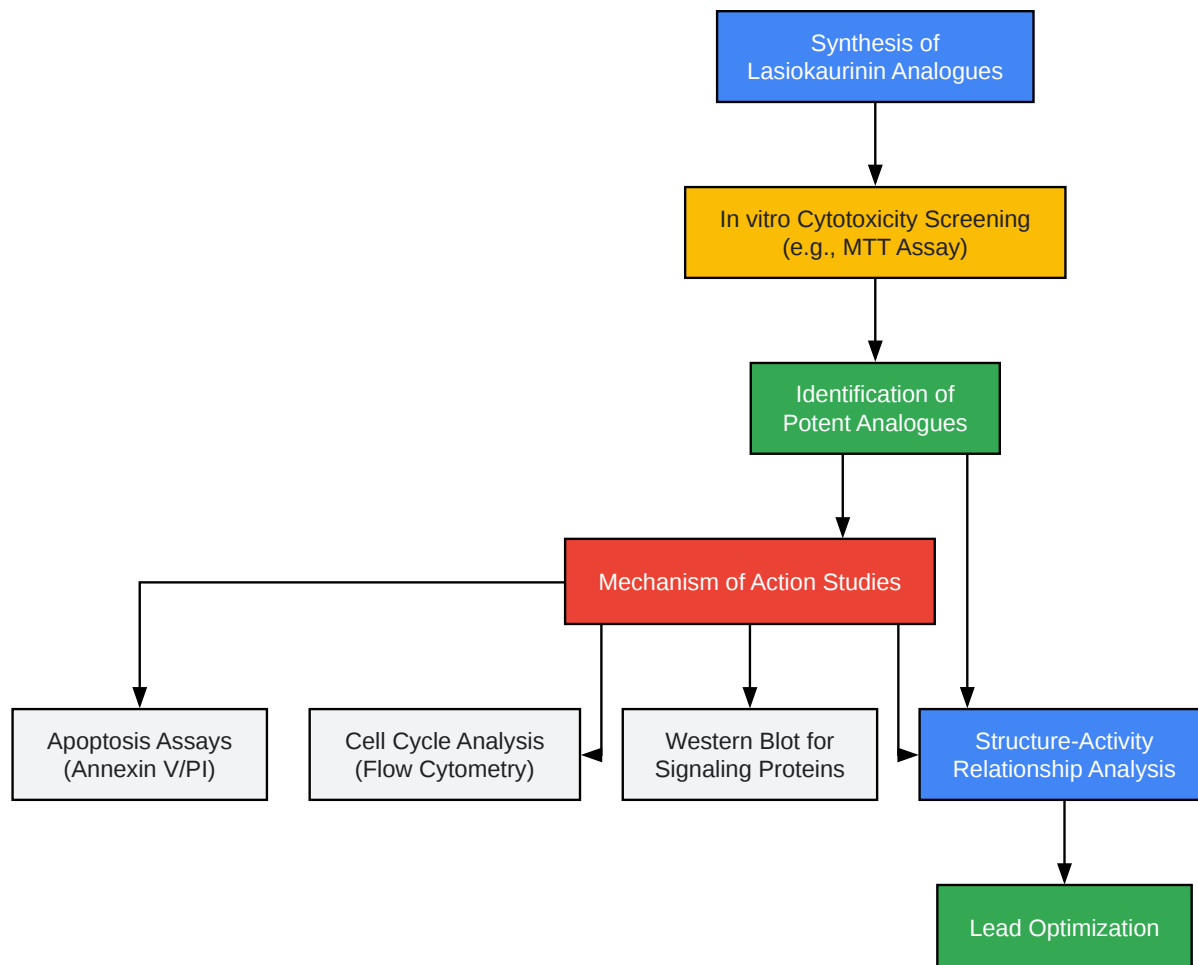 Synthesis of
Lasiokaurinin Analogues
In vitro Cytotoxicity Screening
(e.g., MTT Assay)
Identification of
Potent Analogues
Mechanism of Action Studies
Apoptosis Assays
(Annexin V/PI)
Cell Cycle Analysis
(Flow Cytometry)
Western Blot for
Signaling Proteins
Structure-Activity
Relationship Analysis
Lead Optimization